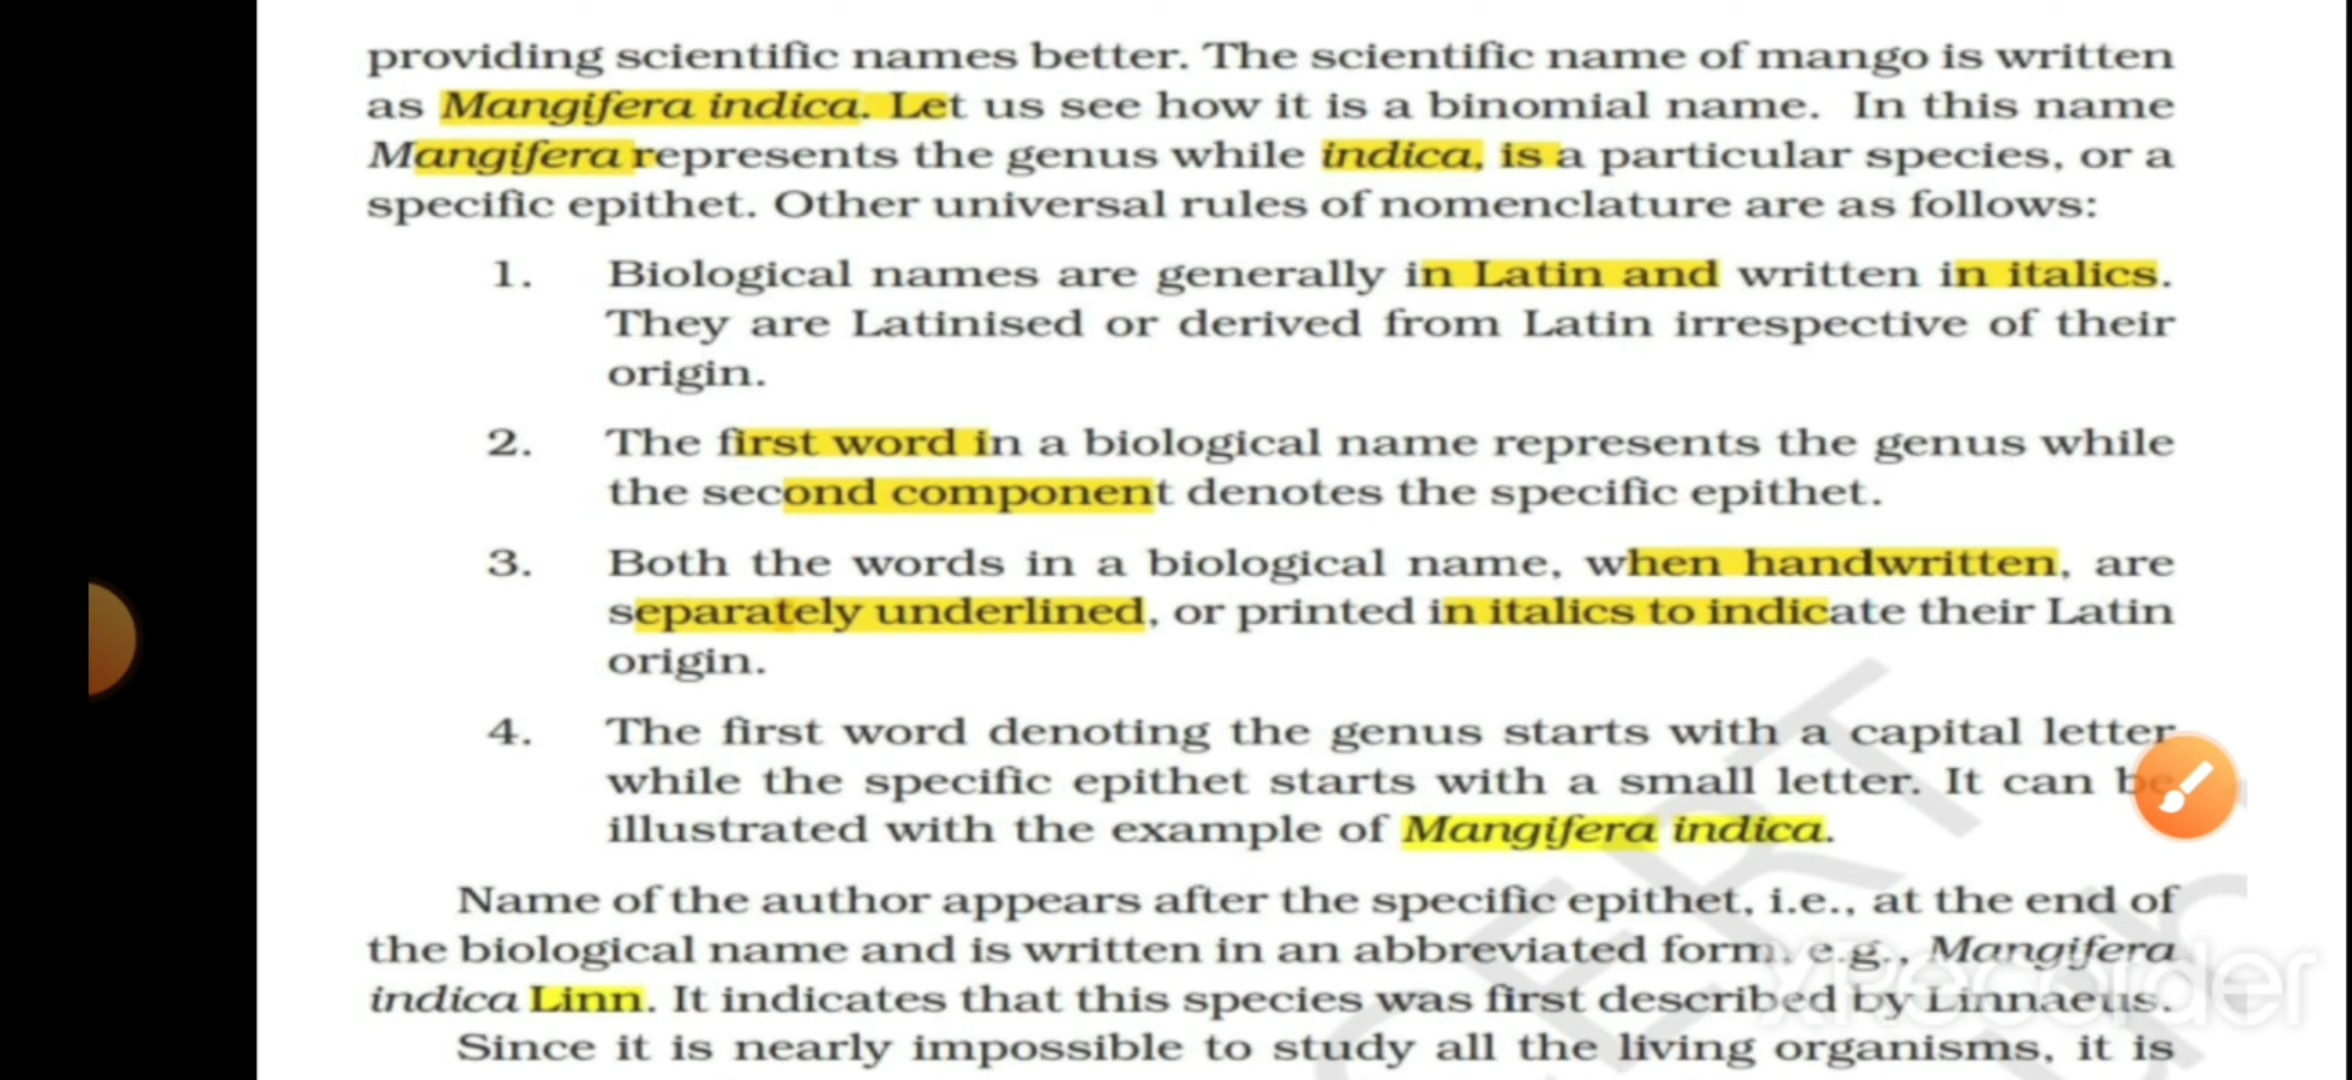 providing scientific names better. The scientific name of mango is written
as Mangifera indica. Let us see how it is a binomial name. In this name
Mangifera represents the genus while indica, is a particular species, or a
specific epithet. Other universal rules of nomenclature are as follows:
1. Biological names are generally in Latin and written in italics.
They are Latinised or derived from Latin irrespective of their
origin.
2. The first word in a biological name represents the genus while
the second component denotes the specific epithet.
3. Both the words in a biological name, when handwritten, are
separately underlined, or printed in italics to indicate their Latin
origin.
4. The first word denoting the genus starts with a capital letter
while the specific epithet starts with a small letter. It can be
illustrated with the example of Mangifera indica.
Name of the author appears after the specific epithet, i.e., at the end of
the biological name and is written in an abbreviated form, e.g., Mangifera
indica Linn. It indicates that this species was first described by Linnaeus.
Since it is nearly impossible to study all the living organisms, it is
XRecorder